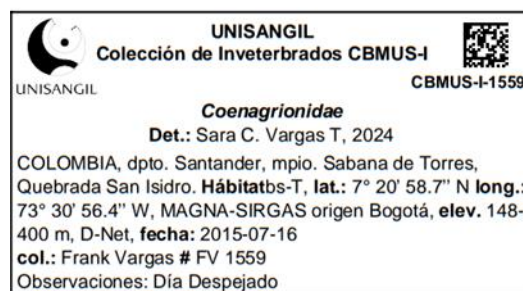 UNISANGIL
Colección de Inveterbrados CBMUS-I
UNISANGIL
CBMUS-I-1559
Coenagrionidae
Det.: Sara C. Vargas T, 2024
COLOMBIA, dpto. Santander, mpio. Sabana de Torres,
Quebrada San Isidro. Hábitatbs-T, lat.: 7° 20' 58.7" N long.:
73° 30' 56.4" W, MAGNA-SIRGAS origen Bogotá, elev. 148-
400 m, D-Net, fecha: 2015-07-16
col.: Frank Vargas # FV 1559
Observaciones: Día Despejado